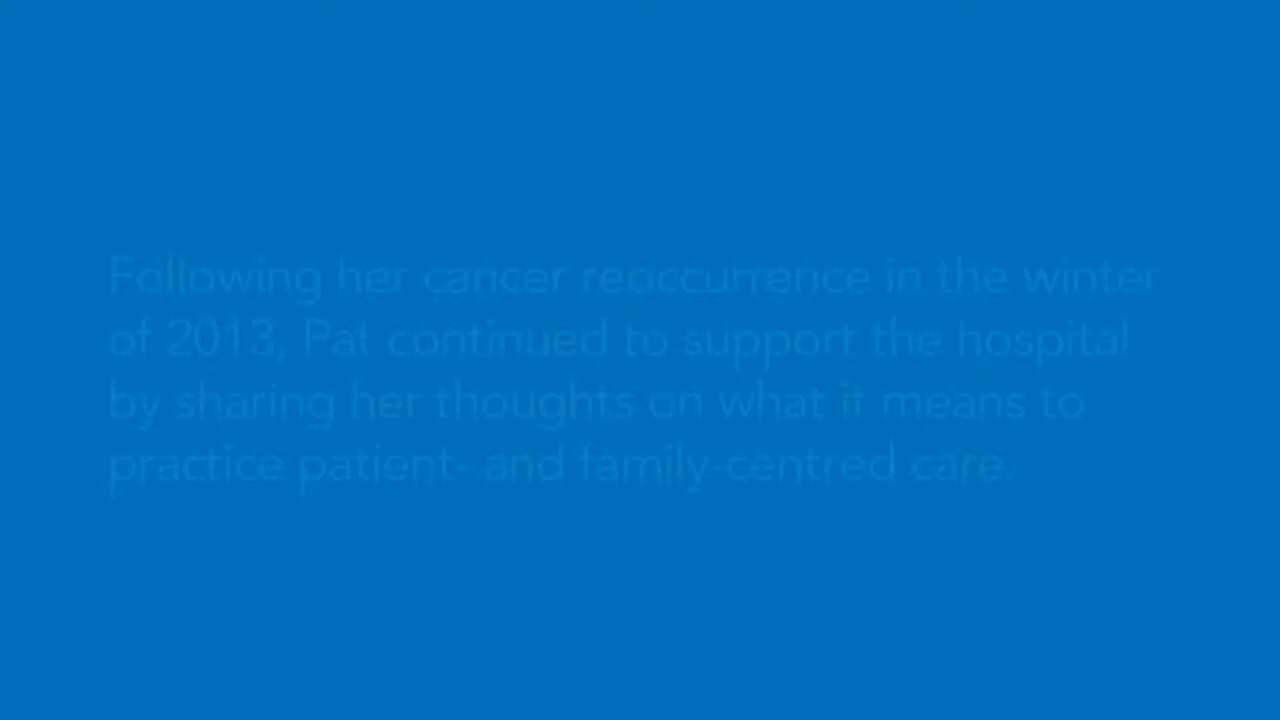 Following her cancer reoccurrence in the winter
of 2013, Pat continued to support the hospital
by sharing her thoughts on what it means to
practice patient- and family-centred care.